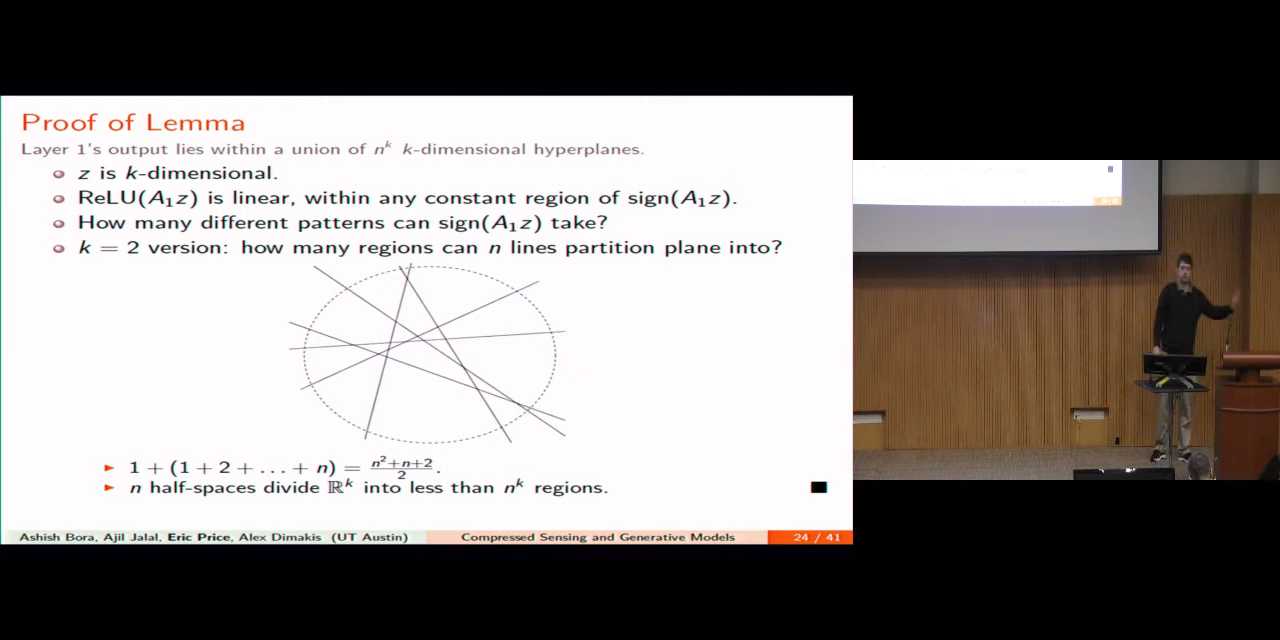 Proof of Lemma
Layer 1's output lies within a union of n^k k-dimensional hyperplanes.
z is k-dimensional.
ReLU(A₁z) is linear, within any constant region of sign(A₁z).
How many different patterns can sign(A₁z) take?
k = 2 version: how many regions can n lines partition plane into?
1 + (1 + 2 + … + n) = (n²+n+2)/2.
n half-spaces divide ℝ^k into less than n^k regions.
Ashish Bora, Ajil Jalal, Eric Price, Alex Dimakis (UT Austin) Compressed Sensing and Generative Models 24 / 41